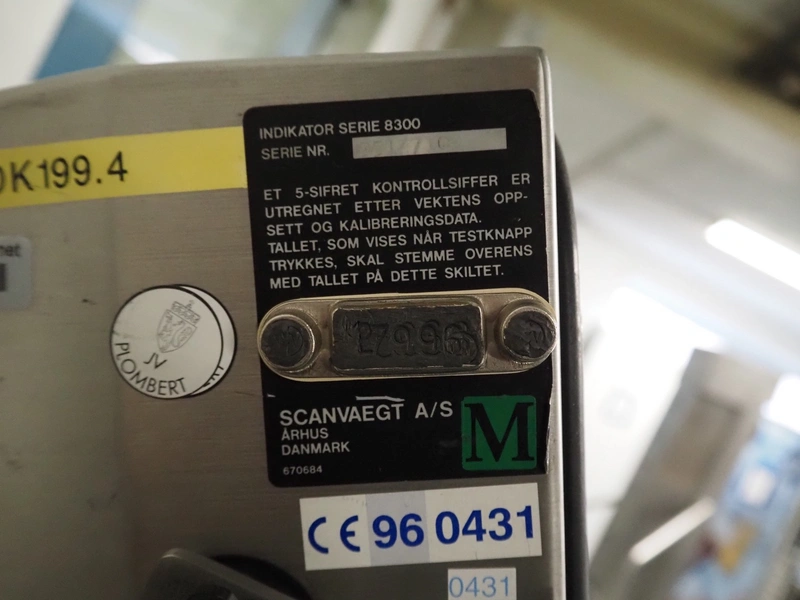 INDIKATOR SERIE 8300
SERIE NR.
ET 5-SIFRET KONTROLLSIFFER ER
UTREGNET ETTER VEKTENS OPP-
SETT OG KALIBRERINGSDATA.
TALLET, SOM VISES NÅR TESTKNAPP
TRYKKES, SKAL STEMME OVERENS
MED TALLET PÅ DETTE SKILTET.
K199.4
JV
PLOMBERT
SCANVAEGT A/S
ÅRHUS
DANMARK
670684
M
CE 96 0431
0431